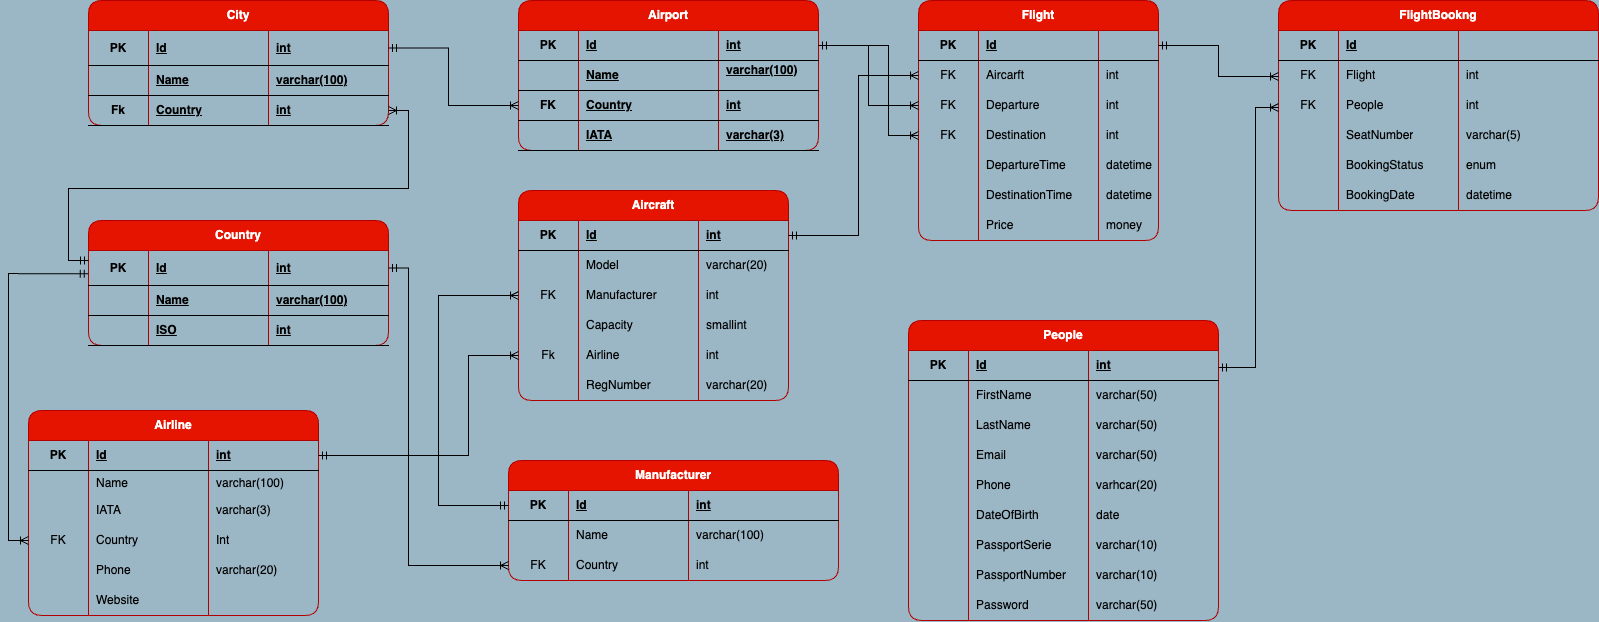 City
PK Id int
Name varchar(100)
Fk Country int
Airport
PK Id int
Name varchar(100)
FK Country int
IATA varchar(3)
Flight
PK Id
FK Aircarft int
FK Departure int
FK Destination int
DepartureTime datetime
DestinationTime datetime
Price money
FlightBookng
PK Id
FK Flight int
FK People int
SeatNumber varchar(5)
BookingStatus enum
BookingDate datetime
Country
PK Id int
Name varchar(100)
ISO int
Aircraft
PK Id int
Model varchar(20)
FK Manufacturer int
Capacity smallint
Fk Airline int
RegNumber varchar(20)
Airline
PK Id int
Name varchar(100)
IATA varchar(3)
FK Country Int
Phone varchar(20)
Website
Manufacturer
PK Id int
Name varchar(100)
FK Country int
People
PK Id int
FirstName varchar(50)
LastName varchar(50)
Email varchar(50)
Phone varhcar(20)
DateOfBirth date
PassportSerie varchar(10)
PassportNumber varchar(10)
Password varchar(50)